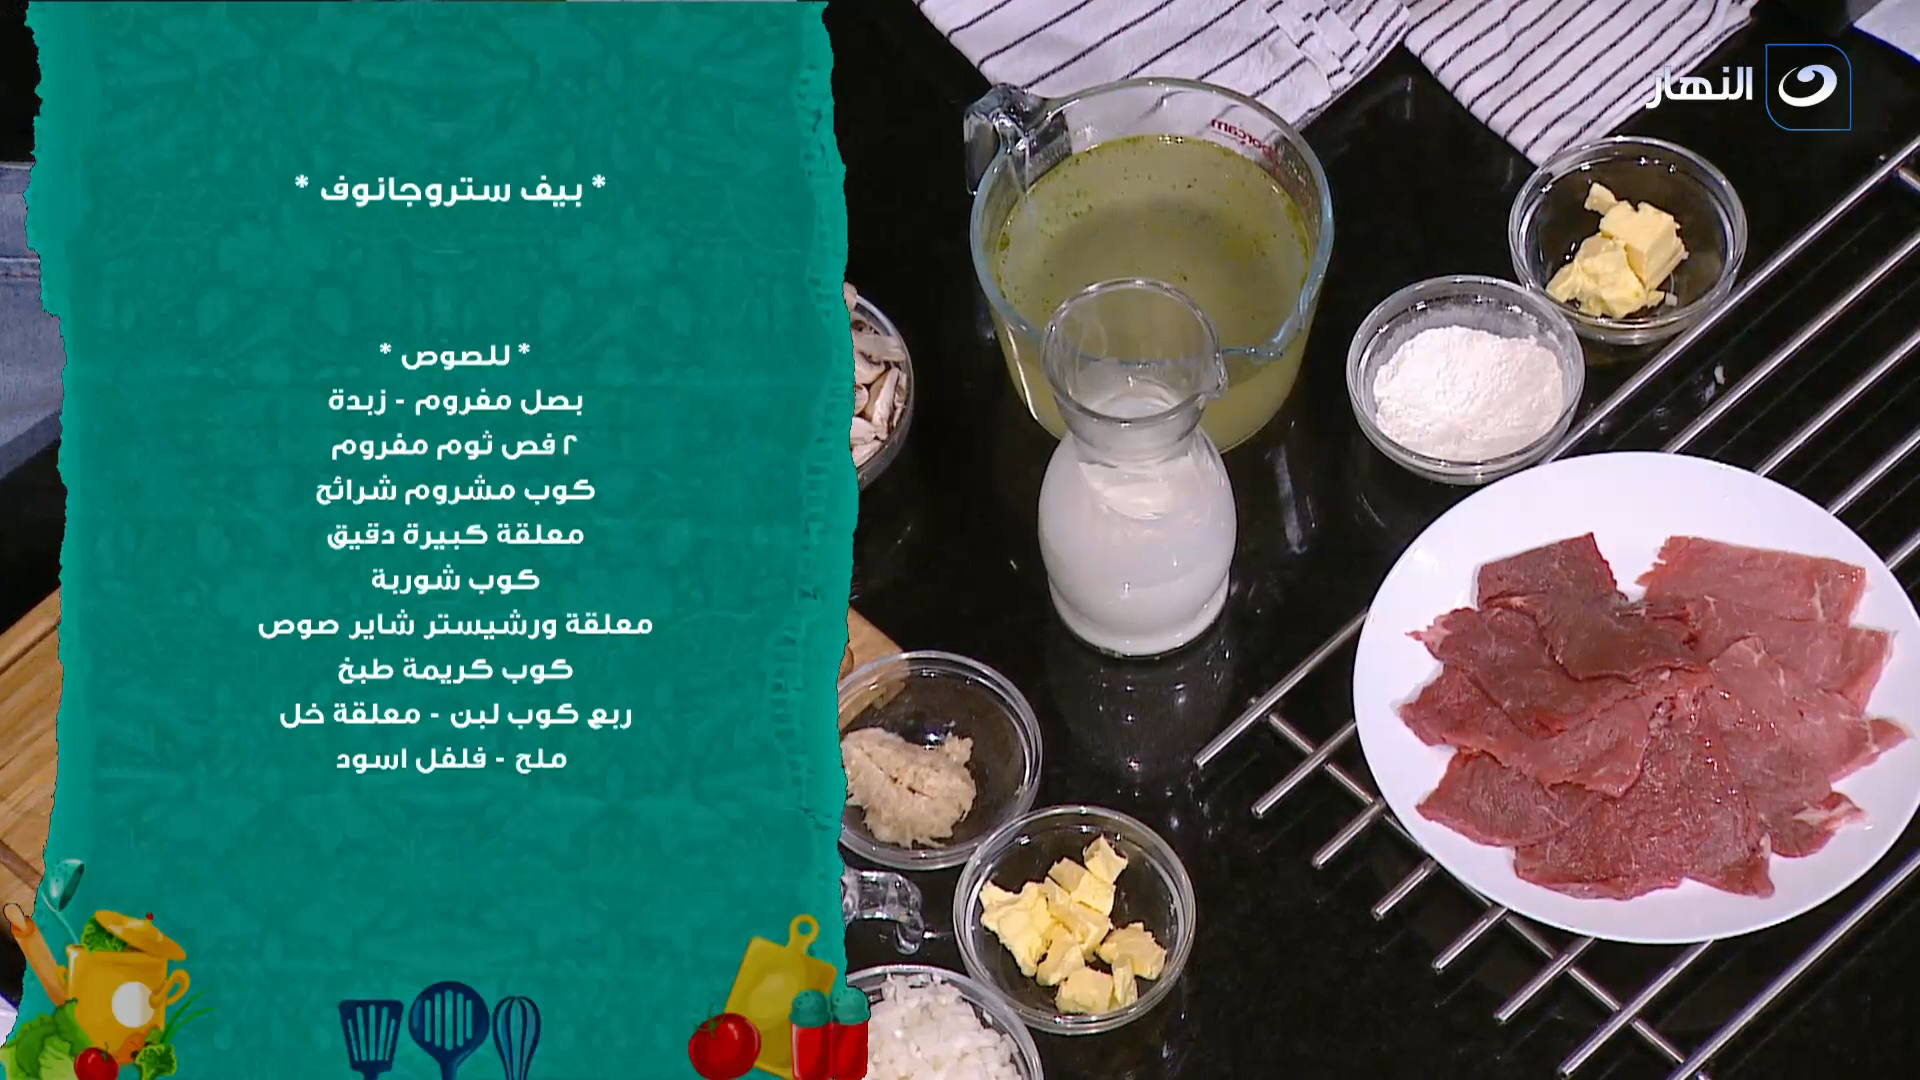 النهار
* بيف ستروجانوف *
* للصوص *
بصل مفروم - زبدة
٢ فص ثوم مفروم
كوب مشروم شرائح
معلقة كبيرة دقيق
كوب شوربة
معلقة ورشيستر شاير صوص
كوب كريمة طبخ
ربع كوب لبن - معلقة خل
ملح - فلفل اسود